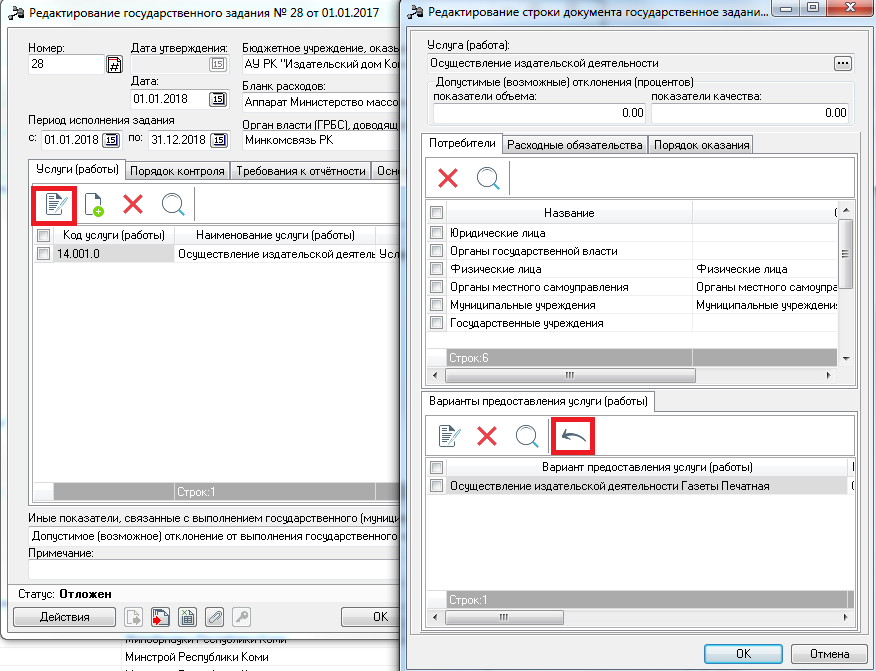 Редактирование государственного задания № 28 от 01.01.2017
Номер:
28
Дата утверждения:
15
Дата:
01.01.2018
15
Бюджетное учреждение, оказы
АУ РК "Издательский дом Ко
Бланк расходов:
Аппарат Министерство массо
Период исполнения задания
с: 01.01.2018 15 по: 31.12.2018 15
Орган власти (ГРБС), доводящ
Минкомсвязь РК
Услуги (работы) Порядок контроля Требования к отчётности Осн
Код услуги (работы) Наименование услуги (работы)
14.001.0 Осуществление издательской деятель Усл
Строк:1
Иные показатели, связанные с выполнением государственного (муници
Допустимое (возможное) отклонение от выполнения государственного
Примечание:
Статус: Отложен
Действия OK
Минстрой Республики Коми
Редактирование строки документа государственное задани...
Услуга (работа):
Осуществление издательской деятельности ...
Допустимые (возможные) отклонения (процентов)
показатели объема: показатели качества:
0.00 0.00
Потребители Расходные обязательства Порядок оказания
Название
Юридические лица
Органы государственной власти
Физические лица Физические лица
Органы местного самоуправления Органы местного самоупра
Муниципальные учреждения Муниципальные учреждени
Государственные учреждения
Строк:6
Варианты предоставления услуги (работы)
Вариант предоставления услуги (работы)
Осуществление издательской деятельности Газеты Печатная
Строк:1
OK Отмена